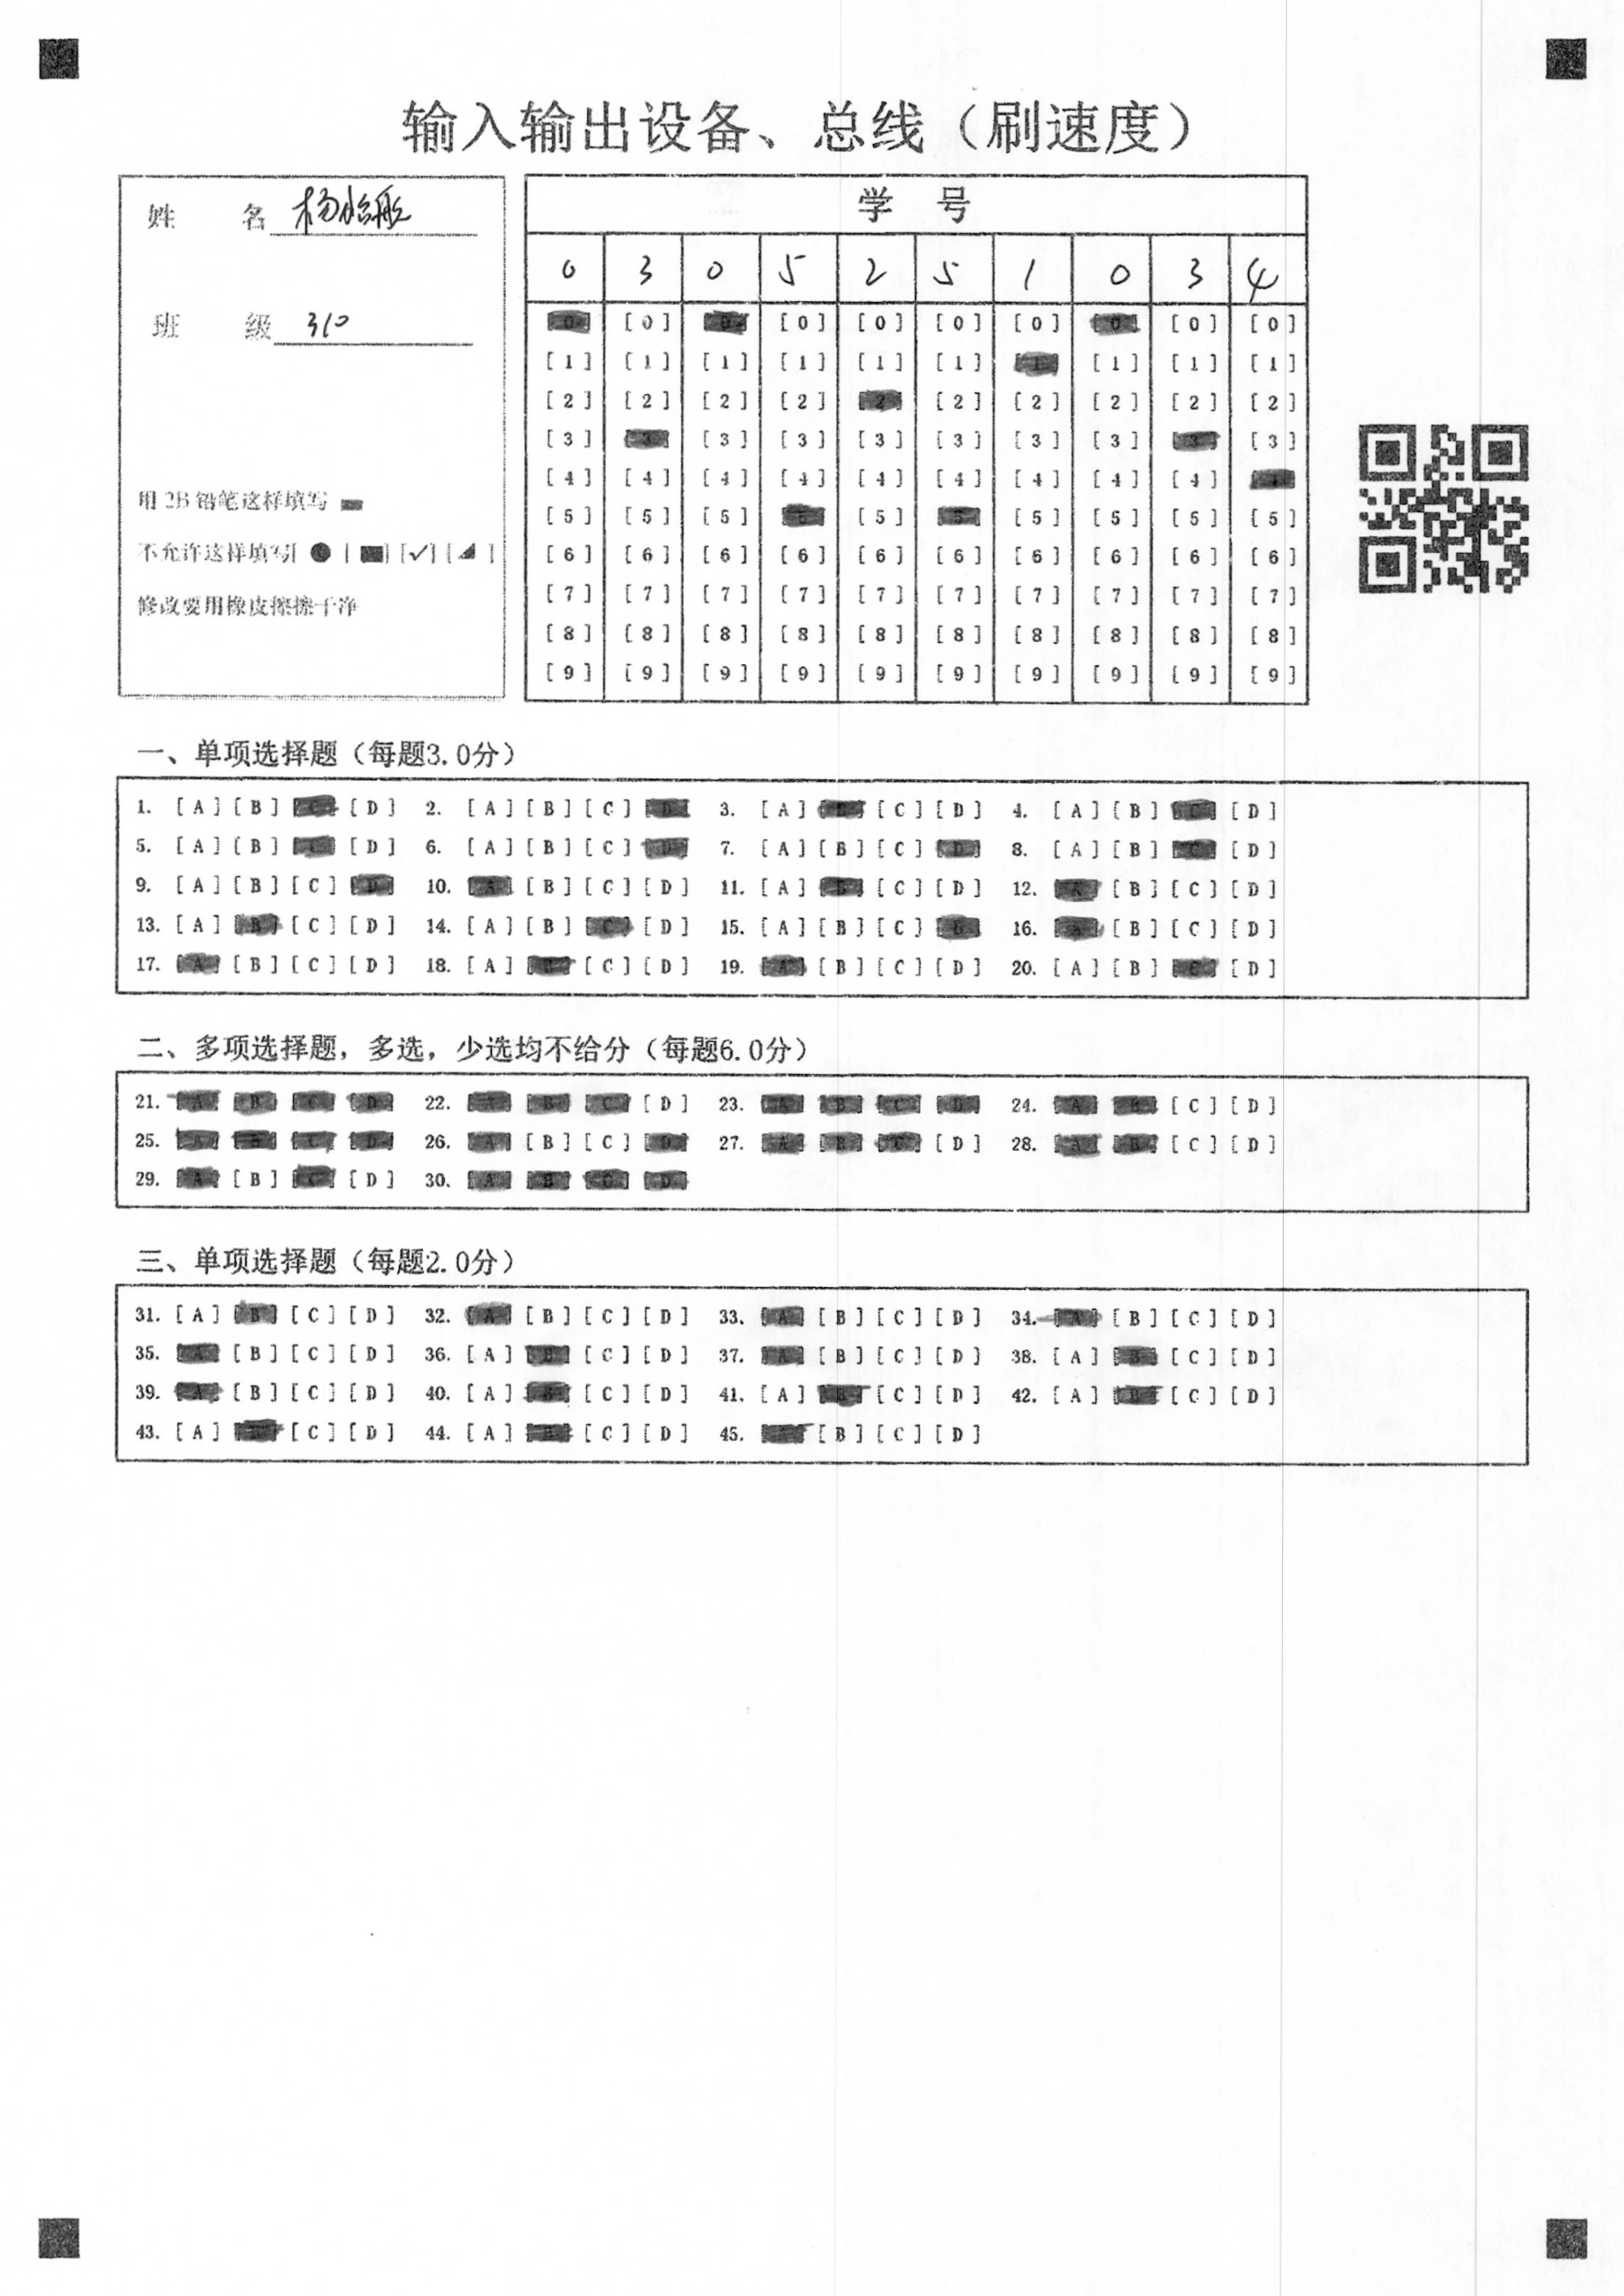 输入输出设备、总线（刷速度）
姓 名 杨
班 级 310
用 2B 铅笔这样填写
不允许这样填写[ ● ] [■] [✓] [◢ ]
修改要用橡皮擦擦干净
学 号
0 3 0 5 2 5 1 0 3 4
[0] [0] [0] [0] [0] [0] [0] [0] [0] [0]
[1] [1] [1] [1] [1] [1] [1] [1] [1] [1]
[2] [2] [2] [2] [2] [2] [2] [2] [2] [2]
[3] [3] [3] [3] [3] [3] [3] [3] [3] [3]
[4] [4] [4] [4] [4] [4] [4] [4] [4] [4]
[5] [5] [5] [5] [5] [5] [5] [5] [5] [5]
[6] [6] [6] [6] [6] [6] [6] [6] [6] [6]
[7] [7] [7] [7] [7] [7] [7] [7] [7] [7]
[8] [8] [8] [8] [8] [8] [8] [8] [8] [8]
[9] [9] [9] [9] [9] [9] [9] [9] [9] [9]
一、单项选择题（每题3.0分）
1. [A] [B] [C] [D] 2. [A] [B] [C] [D] 3. [A] [B] [C] [D] 4. [A] [B] [C] [D]
5. [A] [B] [C] [D] 6. [A] [B] [C] [D] 7. [A] [B] [C] [D] 8. [A] [B] [C] [D]
9. [A] [B] [C] [D] 10. [A] [B] [C] [D] 11. [A] [B] [C] [D] 12. [A] [B] [C] [D]
13. [A] [B] [C] [D] 14. [A] [B] [C] [D] 15. [A] [B] [C] [D] 16. [A] [B] [C] [D]
17. [A] [B] [C] [D] 18. [A] [B] [C] [D] 19. [A] [B] [C] [D] 20. [A] [B] [C] [D]
二、多项选择题，多选，少选均不给分（每题6.0分）
21. [A] [B] [C] [D] 22. [A] [B] [C] [D] 23. [A] [B] [C] [D] 24. [A] [B] [C] [D]
25. [A] [B] [C] [D] 26. [A] [B] [C] [D] 27. [A] [B] [C] [D] 28. [A] [B] [C] [D]
29. [A] [B] [C] [D] 30. [A] [B] [C] [D]
三、单项选择题（每题2.0分）
31. [A] [B] [C] [D] 32. [A] [B] [C] [D] 33. [A] [B] [C] [D] 34. [A] [B] [C] [D]
35. [A] [B] [C] [D] 36. [A] [B] [C] [D] 37. [A] [B] [C] [D] 38. [A] [B] [C] [D]
39. [A] [B] [C] [D] 40. [A] [B] [C] [D] 41. [A] [B] [C] [D] 42. [A] [B] [C] [D]
43. [A] [B] [C] [D] 44. [A] [B] [C] [D] 45. [A] [B] [C] [D]